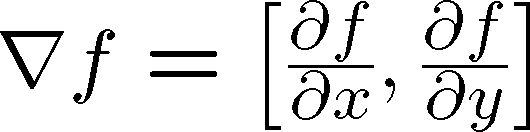 ∇f = [∂f/∂x, ∂f/∂y]